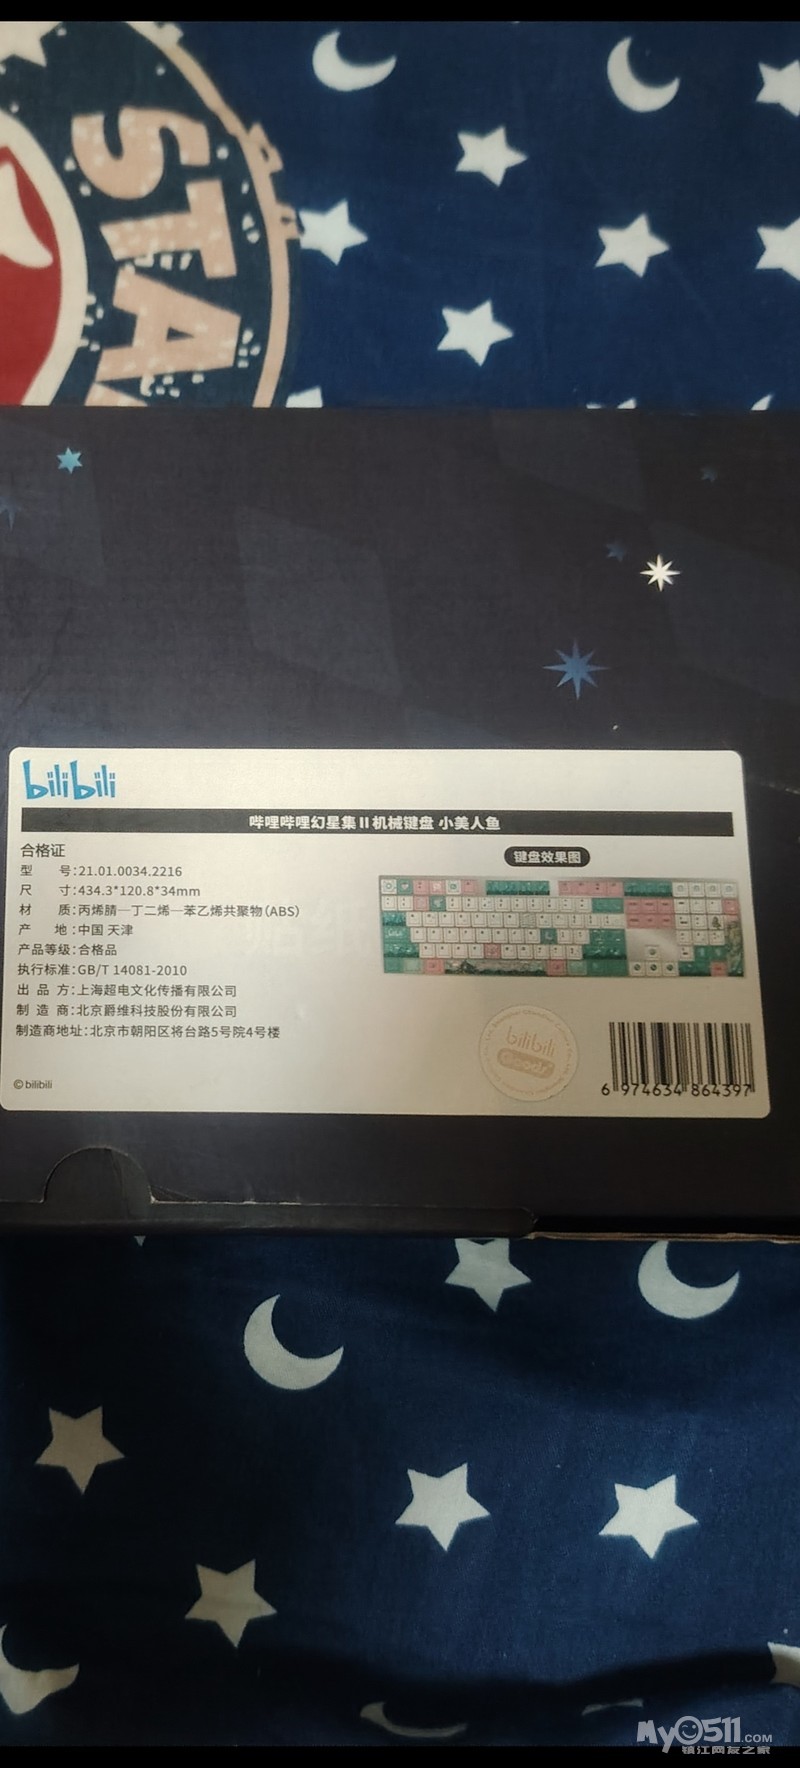 STA
bilibili
哔哩哔哩幻星集II机械键盘 小美人鱼
合格证
键盘效果图
型 号:21.01.0034.2216
尺 寸:434.3*120.8*34mm
材 质:丙烯腈—丁二烯—苯乙烯共聚物(ABS)
产 地:中国 天津
产品等级:合格品
执行标准:GB/T 14081-2010
出 品 方:上海超电文化传播有限公司
制 造 商:北京爵维科技股份有限公司
制造商地址:北京市朝阳区将台路5号院4号楼
bilibili
Goods
6 974634 864397
©bilibili
My0511.COM
镇江网友之家